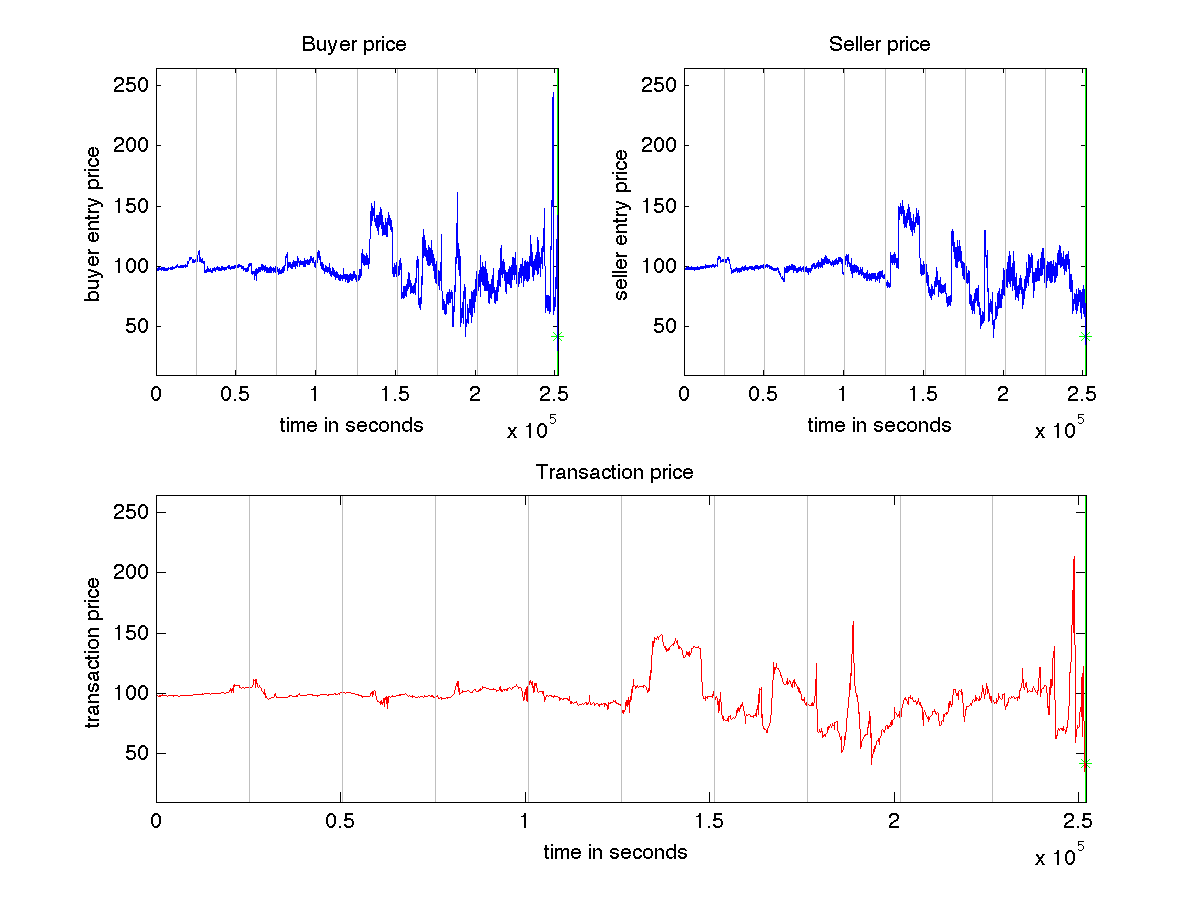 Buyer price
buyer entry price
250
200
150
100
50
0 0.5 1 1.5 2 2.5
time in seconds
x 10^5
Seller price
seller entry price
250
200
150
100
50
0 0.5 1 1.5 2 2.5
time in seconds
x 10^5
Transaction price
transaction price
250
200
150
100
50
0 0.5 1 1.5 2 2.5
time in seconds
x 10^5